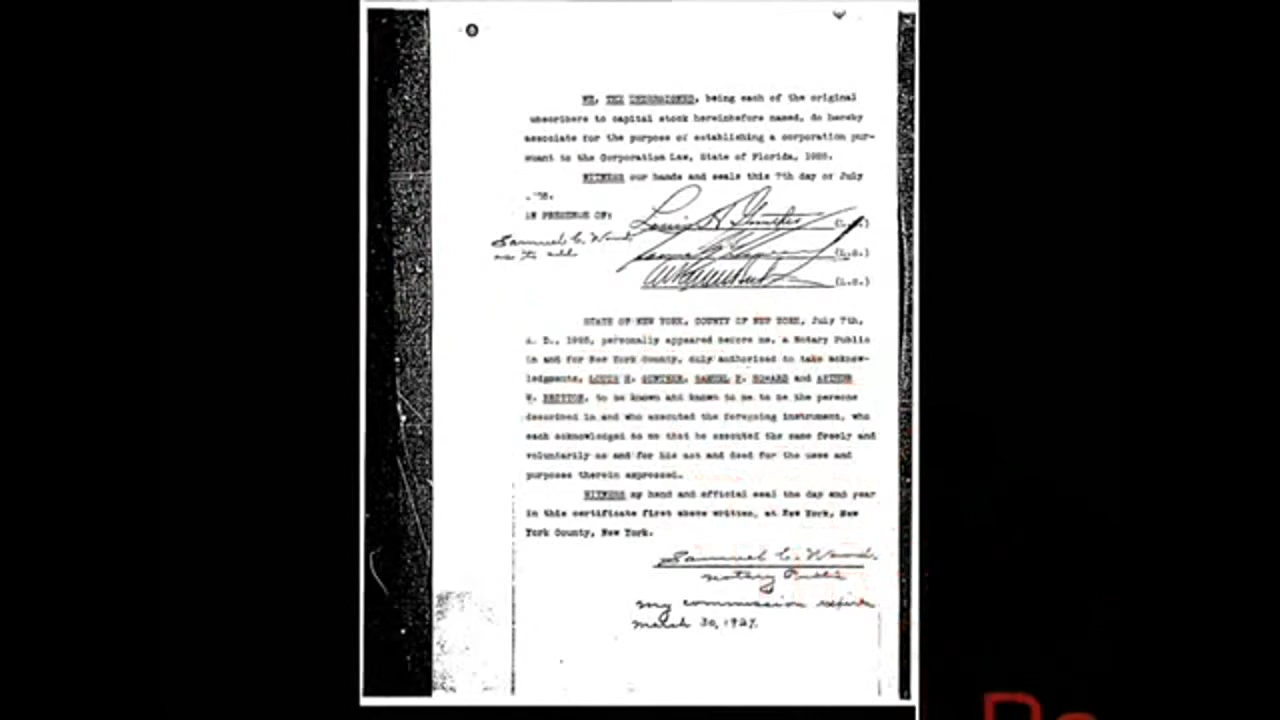 WE, THE UNDERSIGNED, being each of the original
ubscribers to capital stock hereinbefore named, do hereby
associate for the purpose of establishing a corporation pur-
suant to the Corporation Law, State of Florida, 1925.
WITNESS our hands and seals this 7th day of July
IN PRESENCE OF:
(L.S.)
Samuel C. Wood
as to all
(L.S.)
(L.S.)
STATE OF NEW YORK, COUNTY OF NEW YORK, July 7th,
A. D., 1925, personally appeared before me, a Notary Public
in and for New York County, duly authorized to take acknow-
ledgments, LOUIS H. GUNTHER, SAMUEL F. HOWARD and ARTHUR
W. BRITTON, to me known and known to me to be the persons
described in and who executed the foregoing instrument, who
each acknowledged to me that he executed the same freely and
voluntarily as and for his act and deed for the uses and
purposes therein expressed.
WITNESS my hand and official seal the day and year
in this certificate first above written, at New York, New
York County, New York.
Samuel C. Wood.
Notary Public
My commission expires
March 30, 1927.